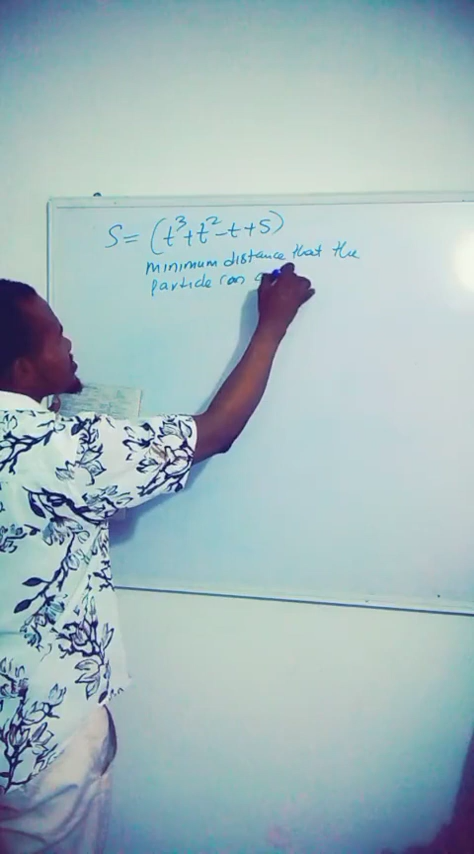 S = (t³+t²-t+5)
minimum distance that the
particle can